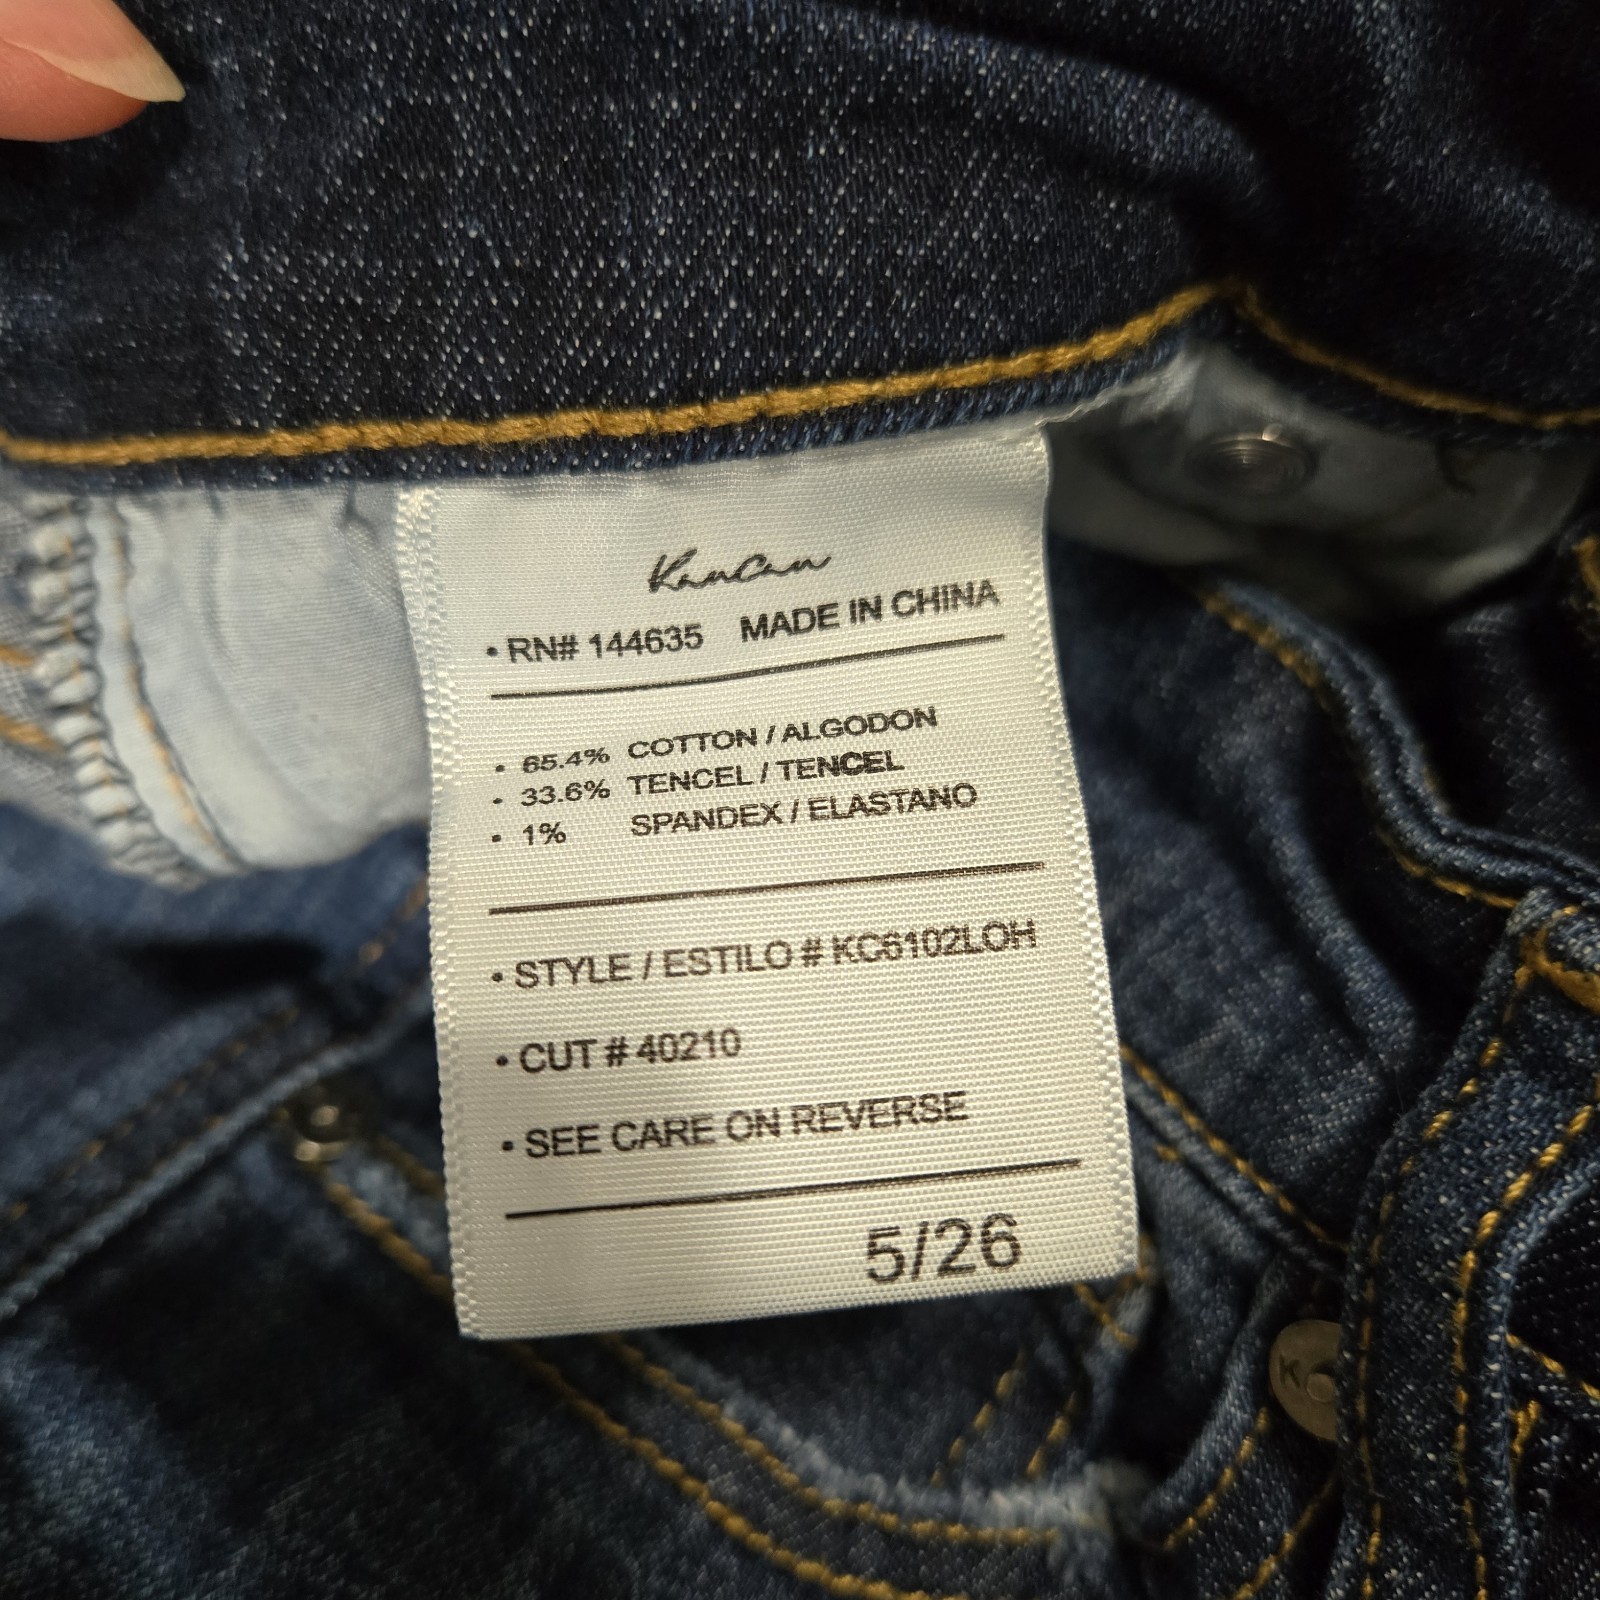 KanCan
• RN# 144635 MADE IN CHINA
• 65.4% COTTON / ALGODON
• 33.6% TENCEL / TENCEL
• 1% SPANDEX / ELASTANO
• STYLE / ESTILO # KC6102LOH
• CUT # 40210
• SEE CARE ON REVERSE
5/26